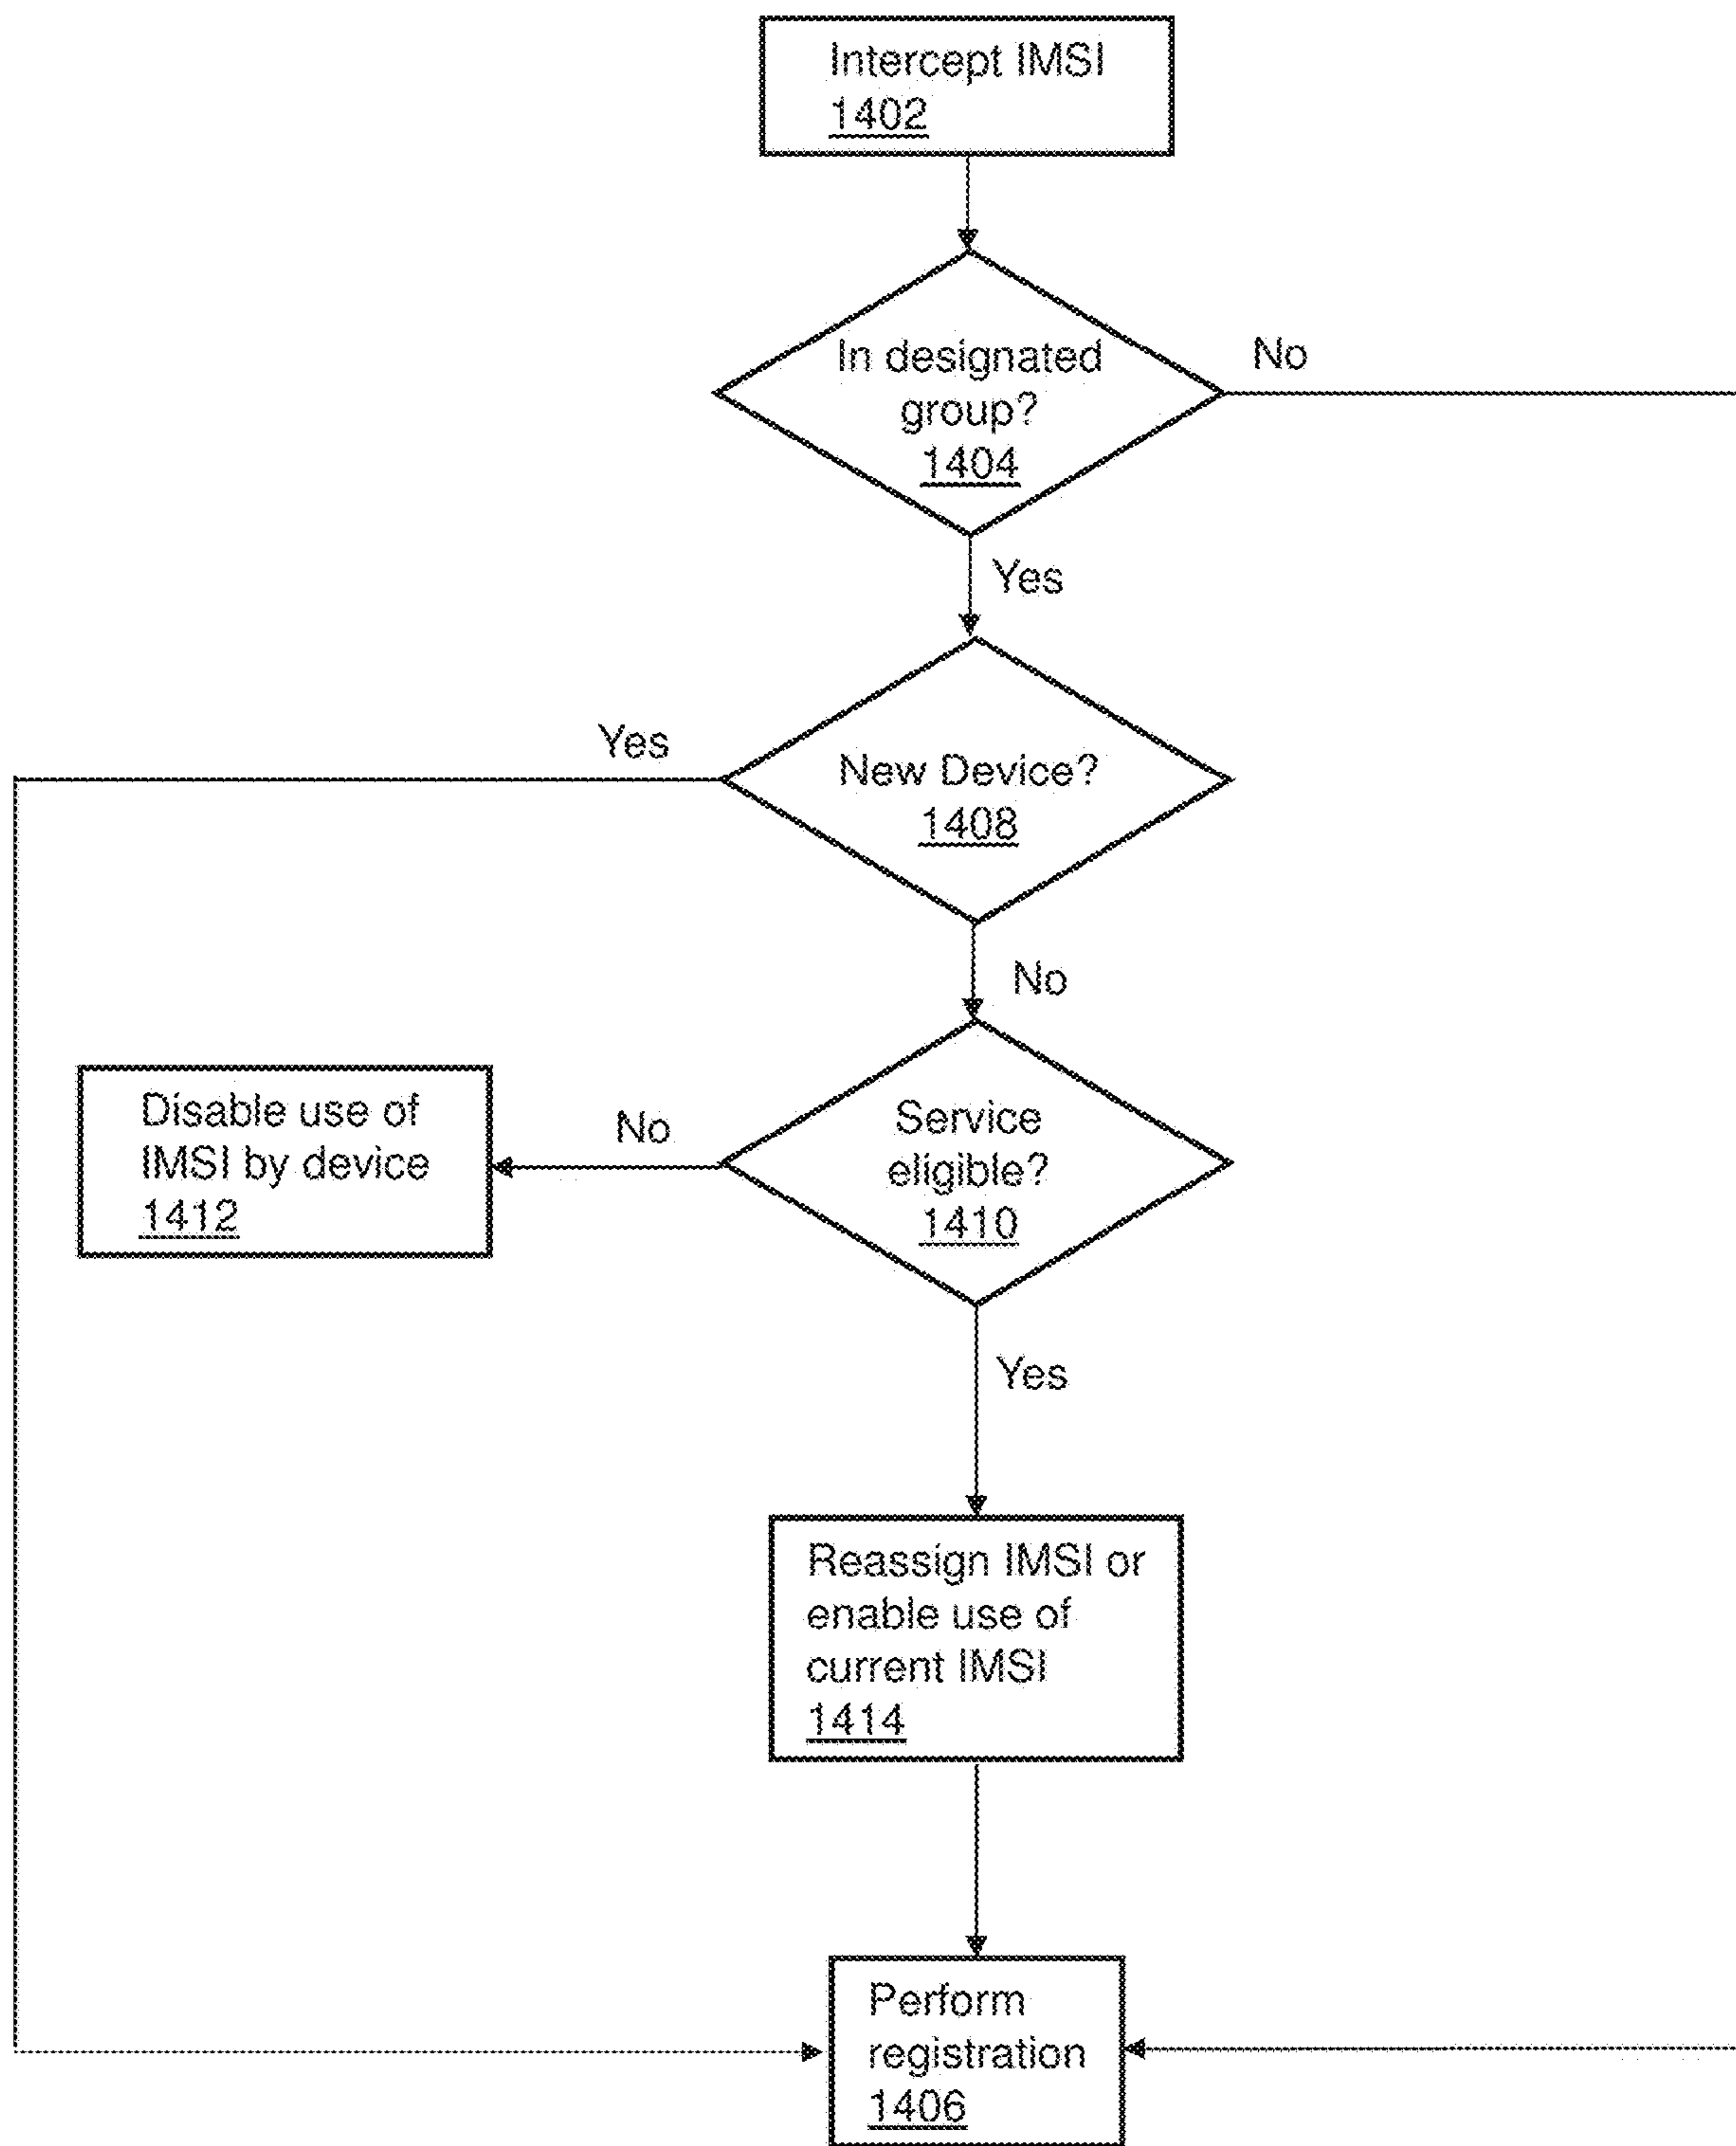 Intercept IMSI
1402
In designated
group?
1404
No
Yes
Yes
New Device?
1408
No
Disable use of
IMSI by device
1412
No
Service
eligible?
1410
Yes
Reassign IMSI or
enable use of
current IMSI
1414
Perform
registration
1406